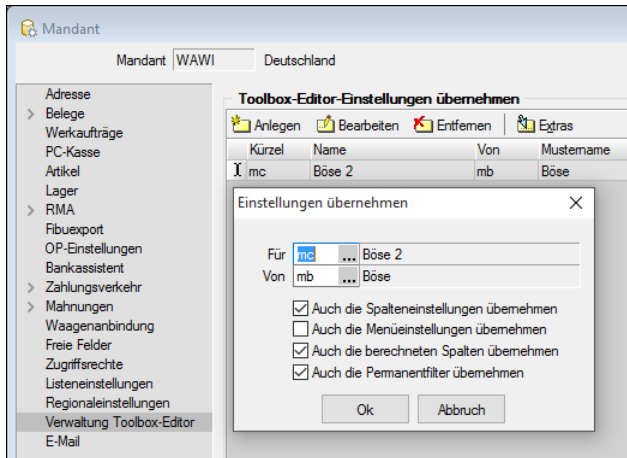 Mandant
Mandant WAWI Deutschland
Adresse
Belege
Werkaufträge
PC-Kasse
Artikel
Lager
RMA
Fibuexport
OP-Einstellungen
Bankassistent
Zahlungsverkehr
Mahnungen
Waagenanbindung
Freie Felder
Zugriffsrechte
Listeneinstellungen
Regionaleinstellungen
Verwaltung Toolbox-Editor
E-Mail
Toolbox-Editor-Einstellungen übernehmen
Anlegen Bearbeiten Entfernen Extras
Kürzel Name Von Mustername
mc Böse 2 mb Böse
Einstellungen übernehmen
Für mc ... Böse 2
Von mb ... Böse
Auch die Spalteneinstellungen übernehmen
Auch die Menüeinstellungen übernehmen
Auch die berechneten Spalten übernehmen
Auch die Permanentfilter übernehmen
Ok Abbruch